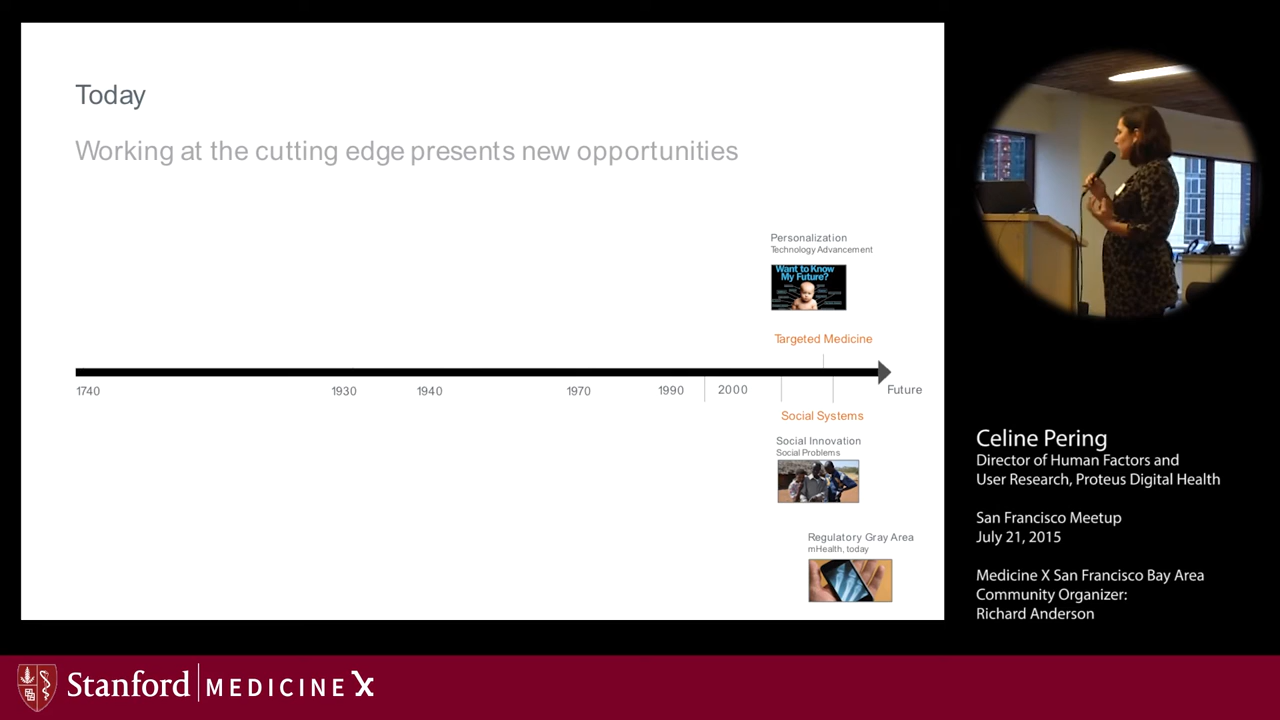 Today
Working at the cutting edge presents new opportunities
Personalization
Technology Advancement
Want to Know
My Future?
Targeted Medicine
1740
1930
1940
1970
1990
2000
Future
Social Systems
Social Innovation
Social Problems
Regulatory Gray Area
mHealth, today
Celine Pering
Director of Human Factors and
User Research, Proteus Digital Health
San Francisco Meetup
July 21, 2015
Medicine X San Francisco Bay Area
Community Organizer:
Richard Anderson
Stanford MEDICINE X